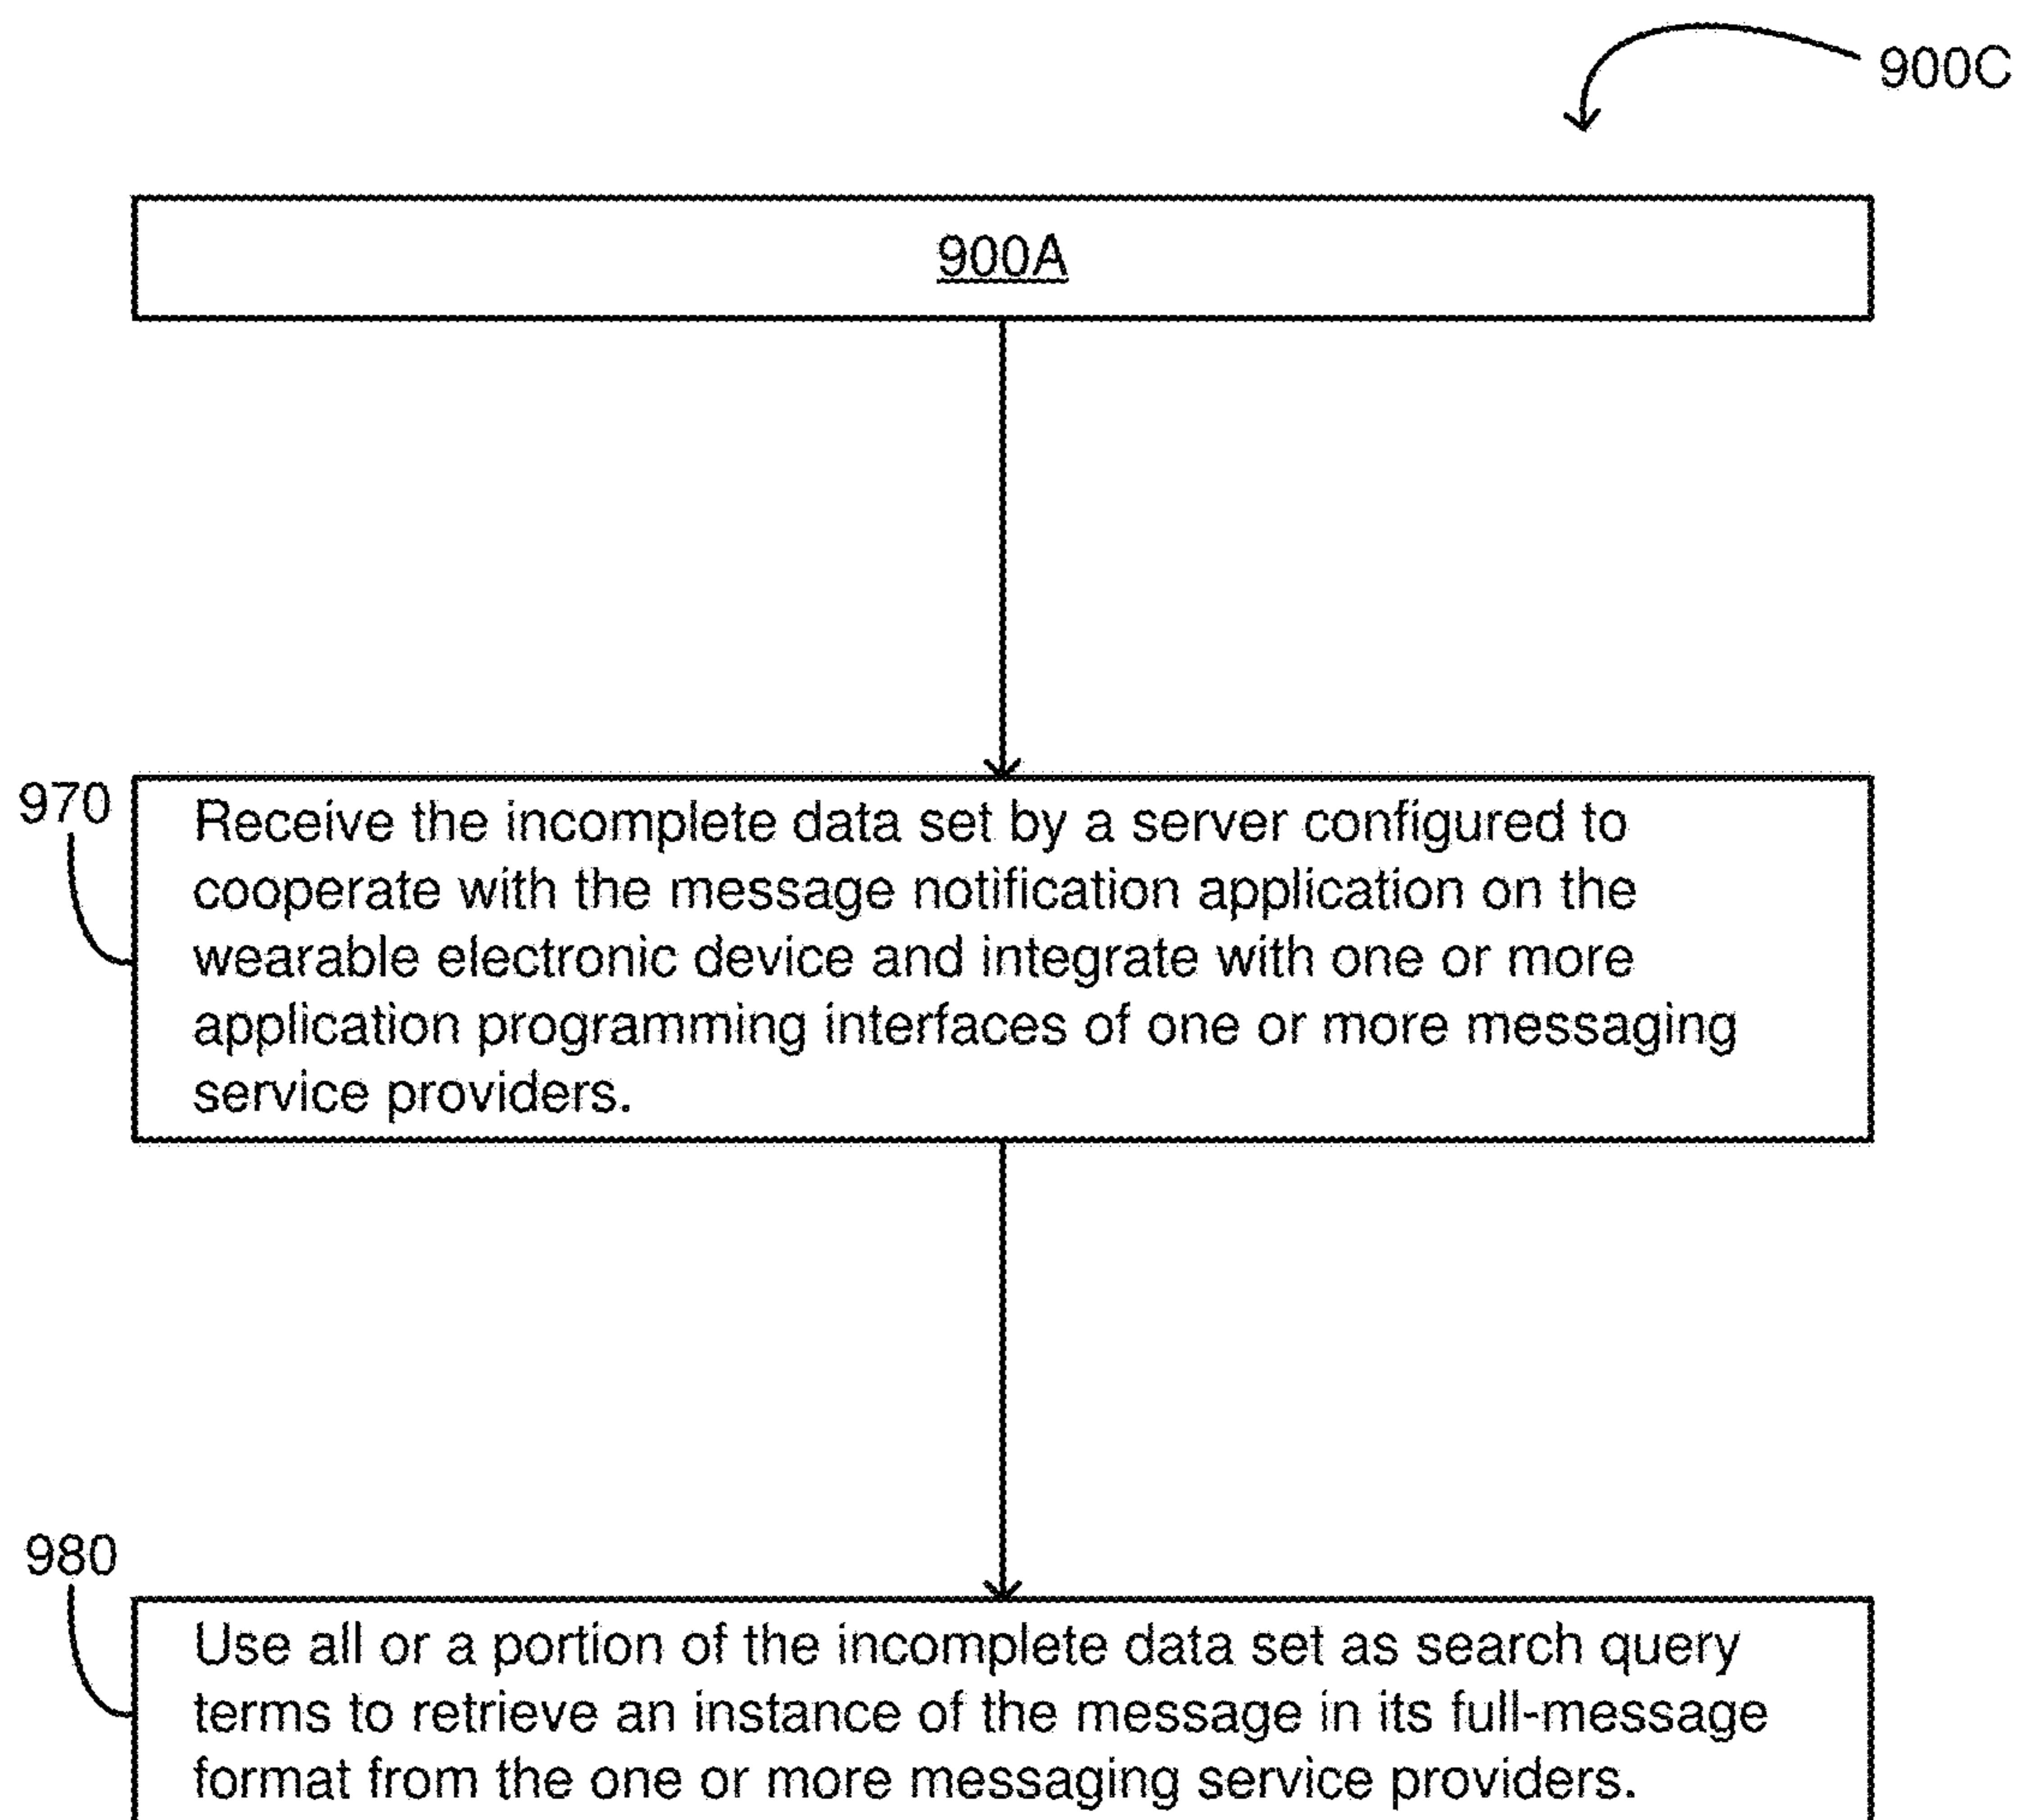 900C
900A
970
Receive the incomplete data set by a server configured to
cooperate with the message notification application on the
wearable electronic device and integrate with one or more
application programming interfaces of one or more messaging
service providers.
980
Use all or a portion of the incomplete data set as search query
terms to retrieve an instance of the message in its full-message
format from the one or more messaging service providers.